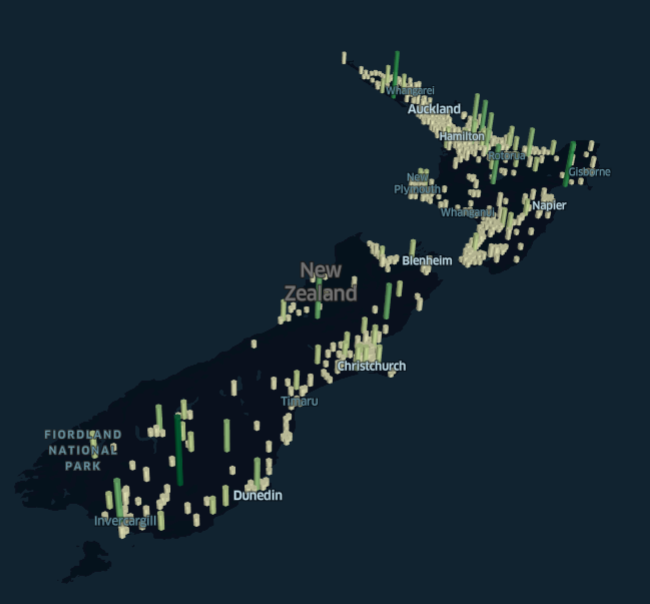 Whangarei
Auckland
Hamilton
Rotorua
Gisborne
New
Plymouth
Whanganui
Napier
Blenheim
New
Zealand
Christchurch
Timaru
FIORDLAND
NATIONAL
PARK
Dunedin
Invercargill